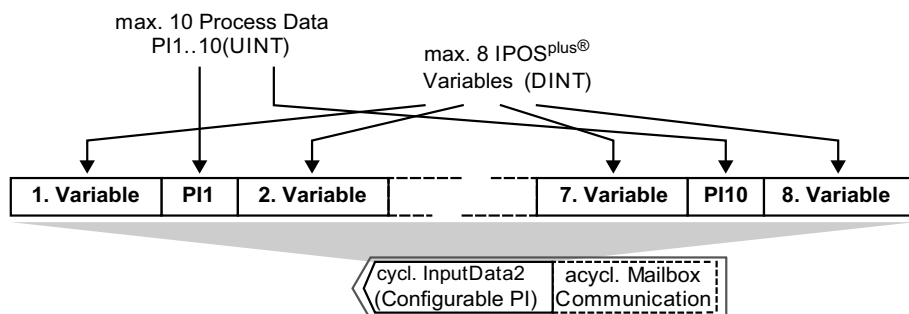 max. 10 Process Data
PI1..10(UINT)
max. 8 IPOSplus®
Variables (DINT)
1. Variable PI1 2. Variable 7. Variable PI10 8. Variable
cycl. InputData2
(Configurable PI)
acycl. Mailbox
Communication